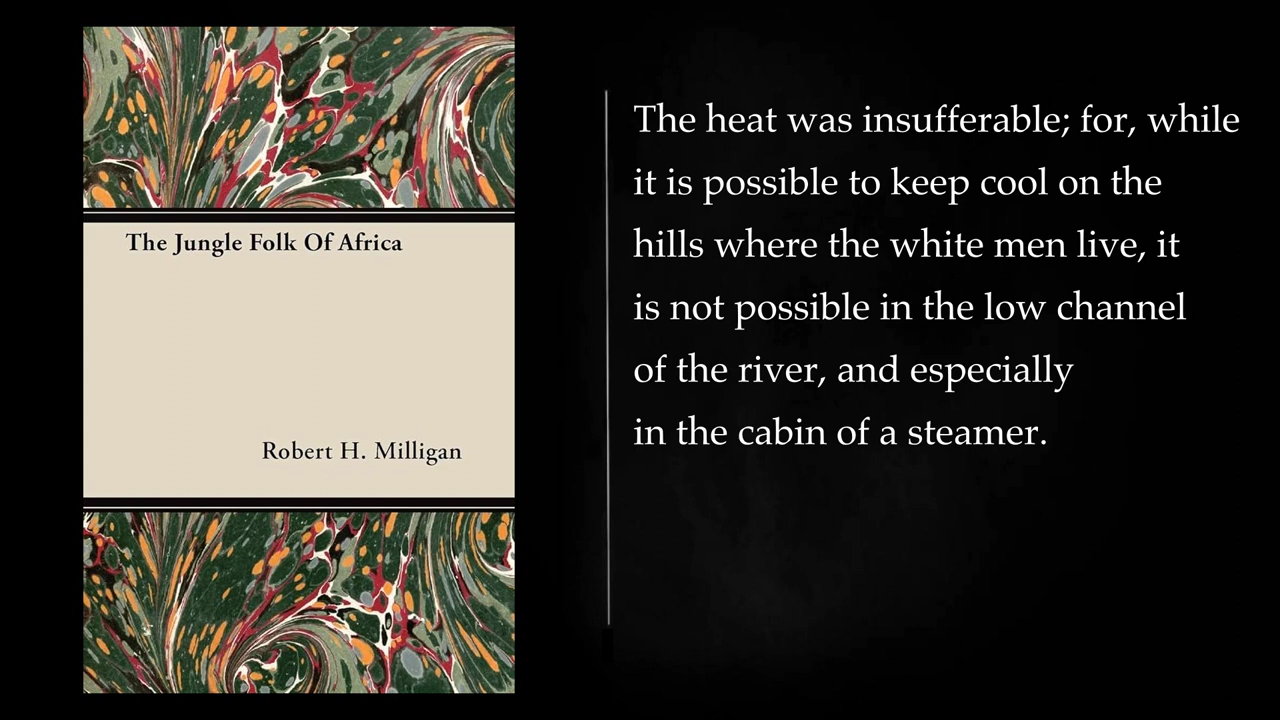 The Jungle Folk Of Africa
Robert H. Milligan
The heat was insufferable; for, while
it is possible to keep cool on the
hills where the white men live, it
is not possible in the low channel
of the river, and especially
in the cabin of a steamer.